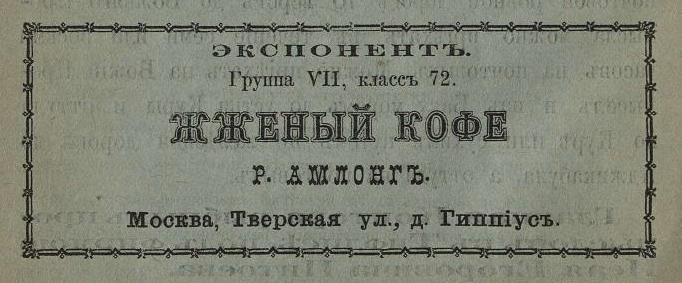 ЭКСПОНЕНТЪ.
Группа VII, классъ 72.
ЖЖЕНЫЙ КОФЕ
Р. АМЛОНГЪ.
Москва, Тверская ул., д. Гиппіусъ.